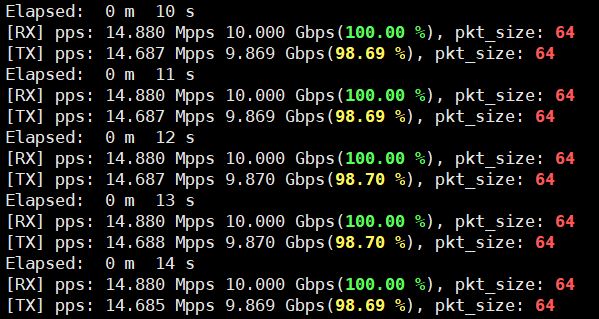 Elapsed:  0 m  10 s
[RX] pps: 14.880 Mpps 10.000 Gbps(100.00 %), pkt_size: 64
[TX] pps: 14.687 Mpps 9.869 Gbps(98.69 %), pkt_size: 64
Elapsed:  0 m  11 s
[RX] pps: 14.880 Mpps 10.000 Gbps(100.00 %), pkt_size: 64
[TX] pps: 14.687 Mpps 9.869 Gbps(98.69 %), pkt_size: 64
Elapsed:  0 m  12 s
[RX] pps: 14.880 Mpps 10.000 Gbps(100.00 %), pkt_size: 64
[TX] pps: 14.687 Mpps 9.870 Gbps(98.70 %), pkt_size: 64
Elapsed:  0 m  13 s
[RX] pps: 14.880 Mpps 10.000 Gbps(100.00 %), pkt_size: 64
[TX] pps: 14.688 Mpps 9.870 Gbps(98.70 %), pkt_size: 64
Elapsed:  0 m  14 s
[RX] pps: 14.880 Mpps 10.000 Gbps(100.00 %), pkt_size: 64
[TX] pps: 14.685 Mpps 9.869 Gbps(98.69 %), pkt_size: 64